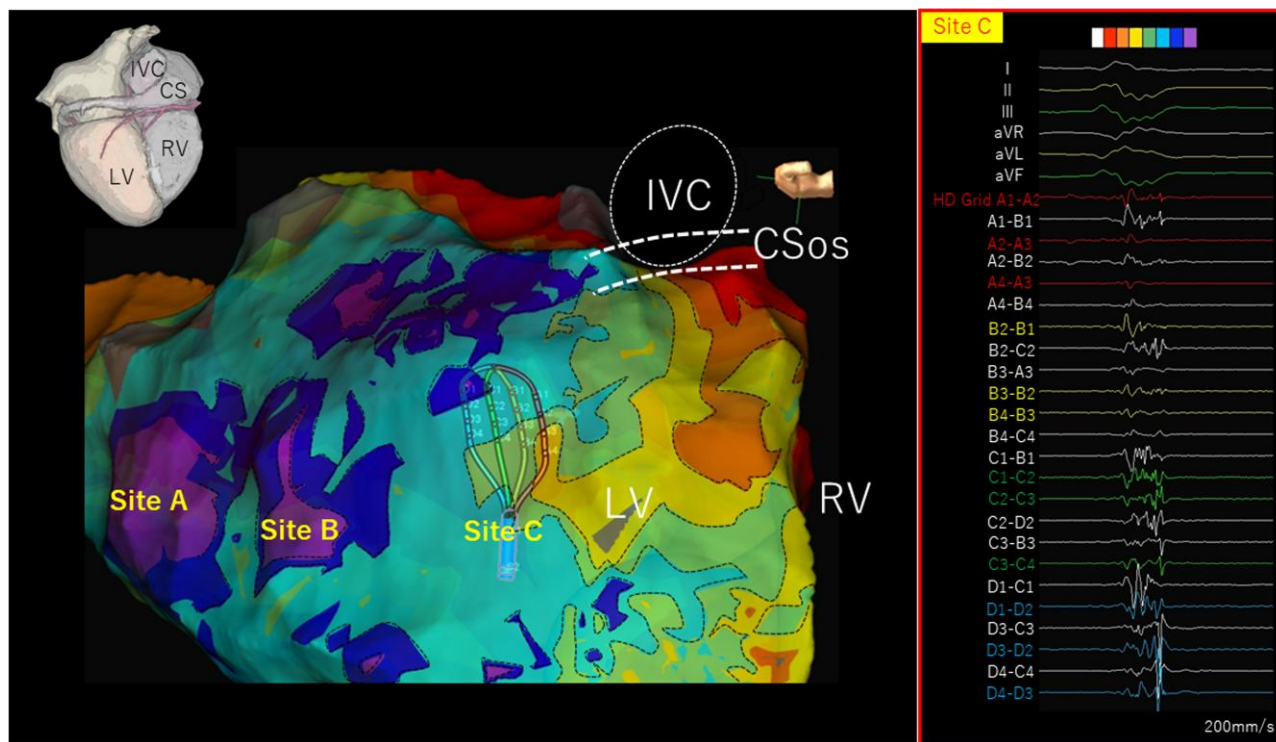 IVC
CS
RV
LV
IVC
CSos
Site A
Site B
Site C
LV
RV
Site C
I
II
III
aVR
aVL
aVF
HD Grid A1-A2
A1-B1
A2-A3
A2-B2
A4-A3
A4-B4
B2-B1
B2-C2
B3-A3
B3-B2
B4-B3
B4-C4
C1-B1
C1-C2
C2-C3
C2-D2
C3-B3
C3-C4
D1-C1
D1-D2
D3-C3
D3-D2
D4-C4
D4-D3
200mm/s